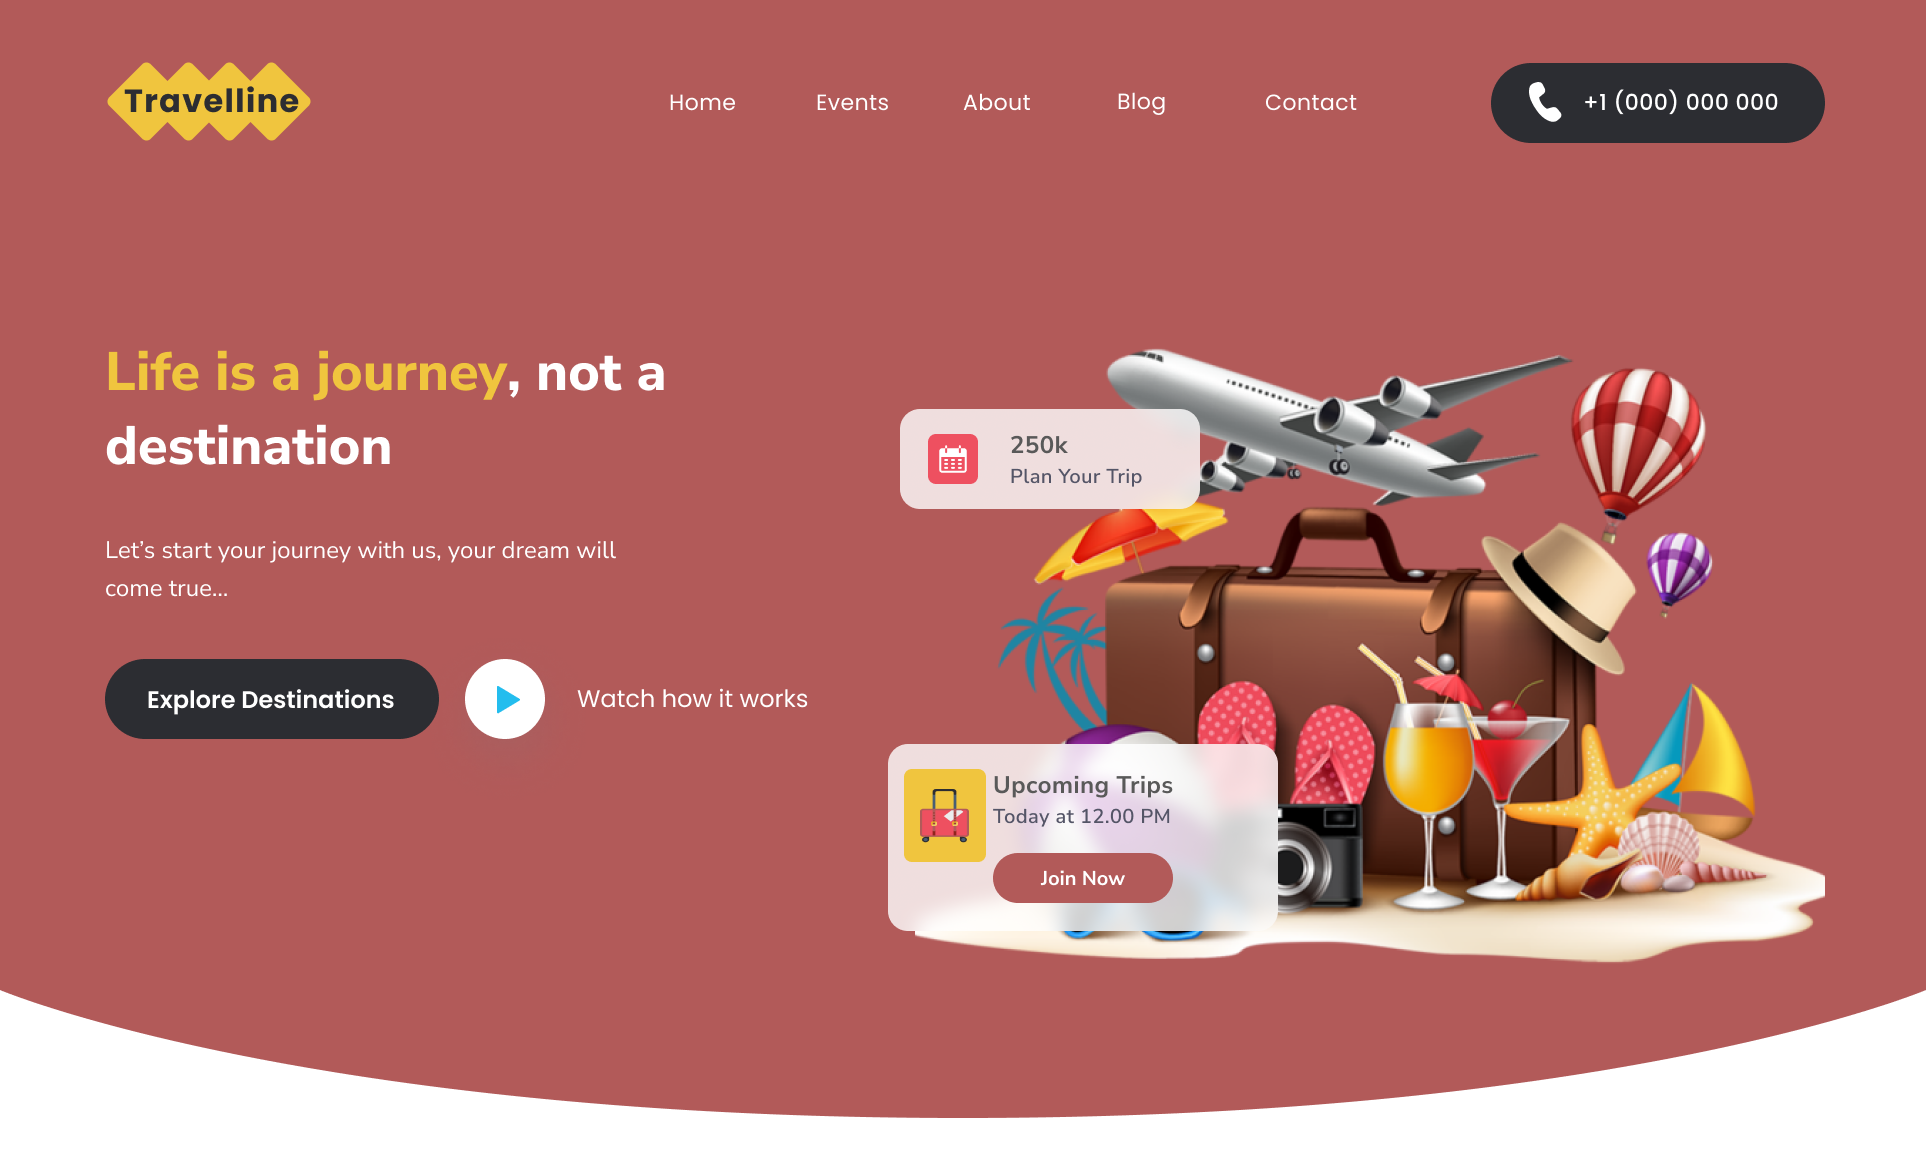 Travelline
Home
Events
About
Blog
Contact
+1 (000) 000 000
Life is a journey, not a
destination
Let’s start your journey with us, your dream will
come true...
Explore Destinations
Watch how it works
250k
Plan Your Trip
Upcoming Trips
Today at 12.00 PM
Join Now